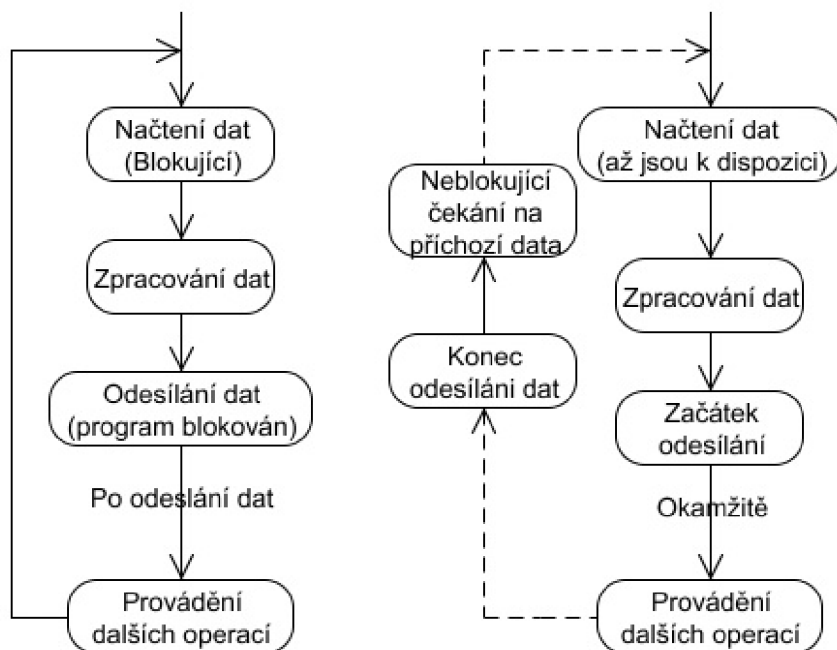 Načtení dat
(Blokující)
Zpracování dat
Odesílání dat
(program blokován)
Po odeslání dat
Provádění
dalších operací
Načtení dat
(až jsou k dispozici)
Zpracování dat
Začátek
odesílání
Okamžitě
Provádění
dalších operací
Konec
odesíláni dat
Neblokující
čekání na
příchozí data